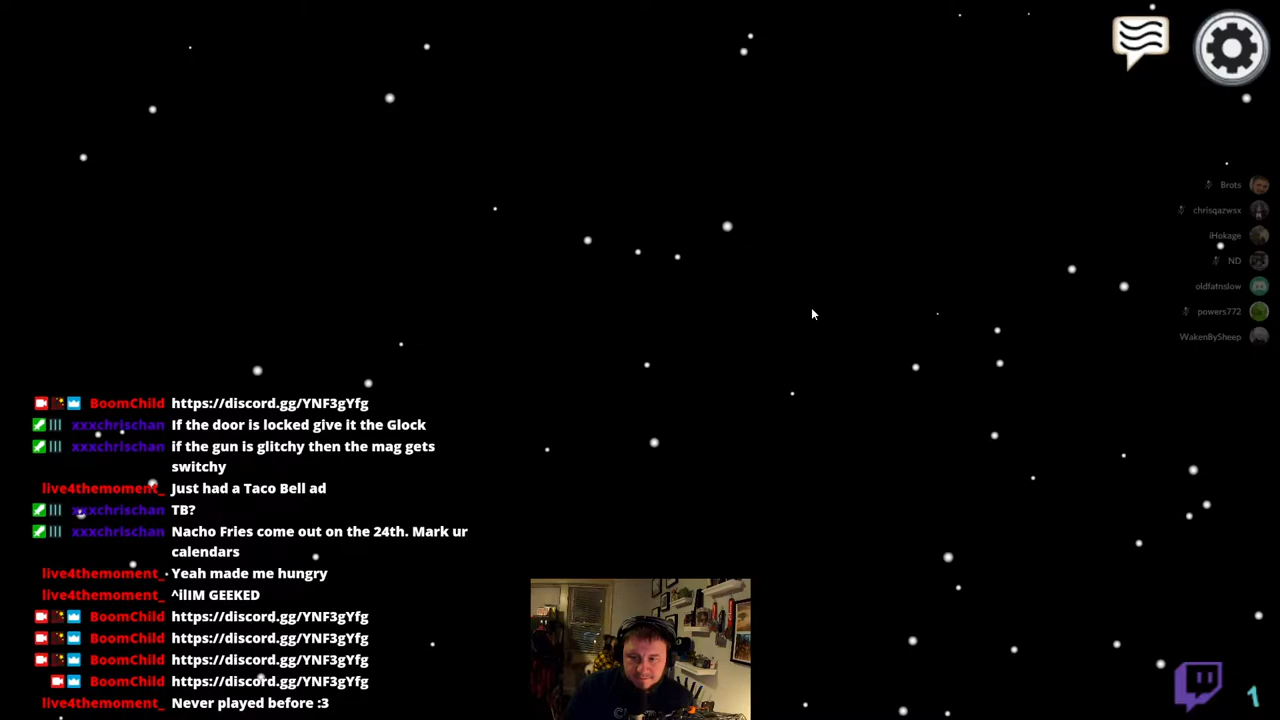 Brots
chrisqazwsx
iHokage
ND
oldfatnslow
powers772
WakenBySheep
BoomChild https://discord.gg/YNF3gYfg
xxxchrischan If the door is locked give it the Glock
xxxchrischan if the gun is glitchy then the mag gets
switchy
live4themoment_ Just had a Taco Bell ad
xxxchrischan TB?
xxxchrischan Nacho Fries come out on the 24th. Mark ur
calendars
live4themoment_ Yeah made me hungry
live4themoment_ ^ilIM GEEKED
BoomChild https://discord.gg/YNF3gYfg
BoomChild https://discord.gg/YNF3gYfg
BoomChild https://discord.gg/YNF3gYfg
BoomChild https://discord.gg/YNF3gYfg
live4themoment_ Never played before :3
1